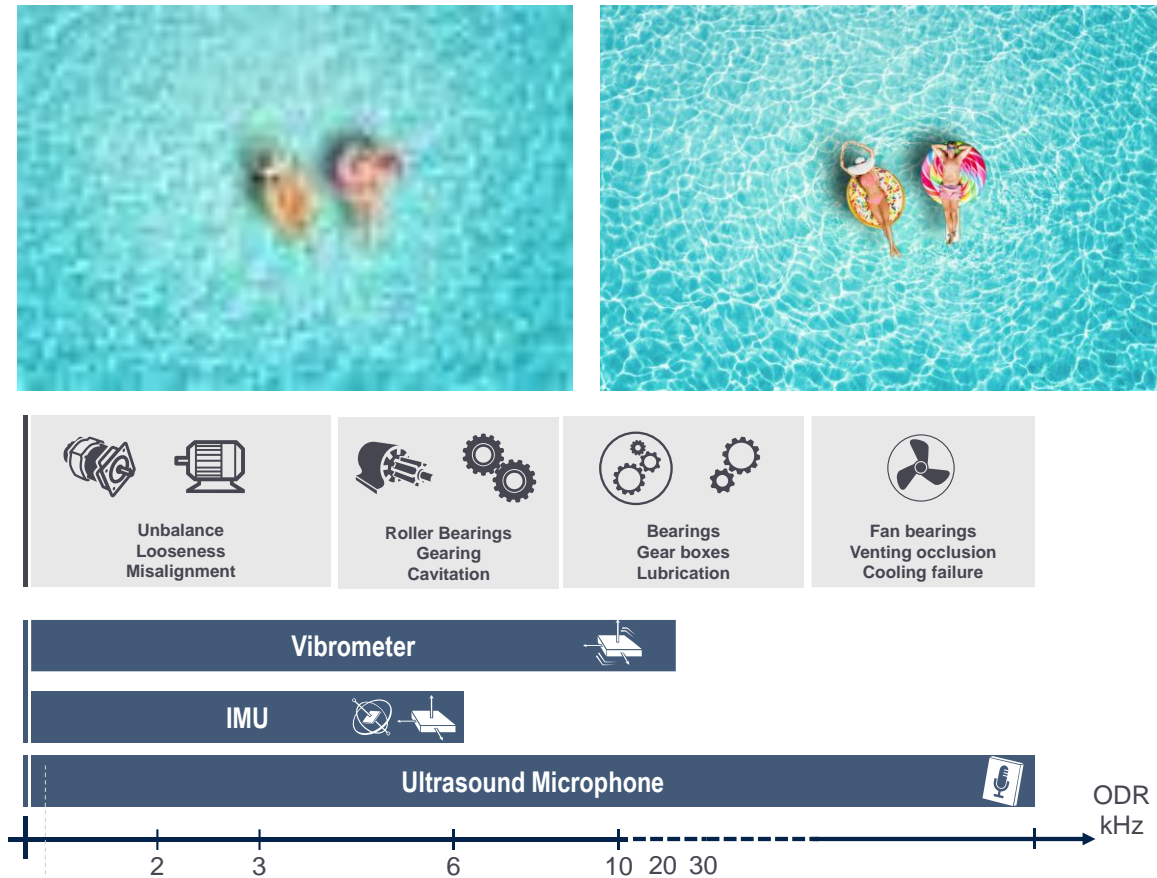 Unbalance
Looseness
Misalignment
Roller Bearings
Gearing
Cavitation
Bearings
Gear boxes
Lubrication
Fan bearings
Venting occlusion
Cooling failure
Vibrometer
IMU
Ultrasound Microphone
ODR
kHz
2 3 6 10 20 30